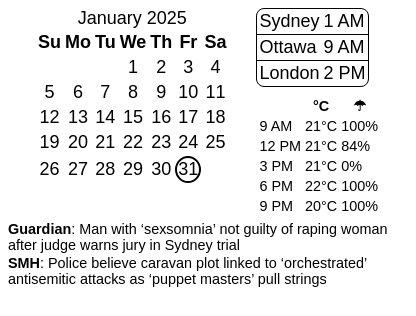 January 2025
Su Mo Tu We Th Fr Sa
1 2 3 4
5 6 7 8 9 10 11
12 13 14 15 16 17 18
19 20 21 22 23 24 25
26 27 28 29 30 31
Sydney 1 AM
Ottawa 9 AM
London 2 PM
°C ☂
9 AM 21°C 100%
12 PM 21°C 84%
3 PM 21°C 0%
6 PM 22°C 100%
9 PM 20°C 100%
Guardian: Man with ‘sexsomnia’ not guilty of raping woman
after judge warns jury in Sydney trial
SMH: Police believe caravan plot linked to ‘orchestrated’
antisemitic attacks as ‘puppet masters’ pull strings